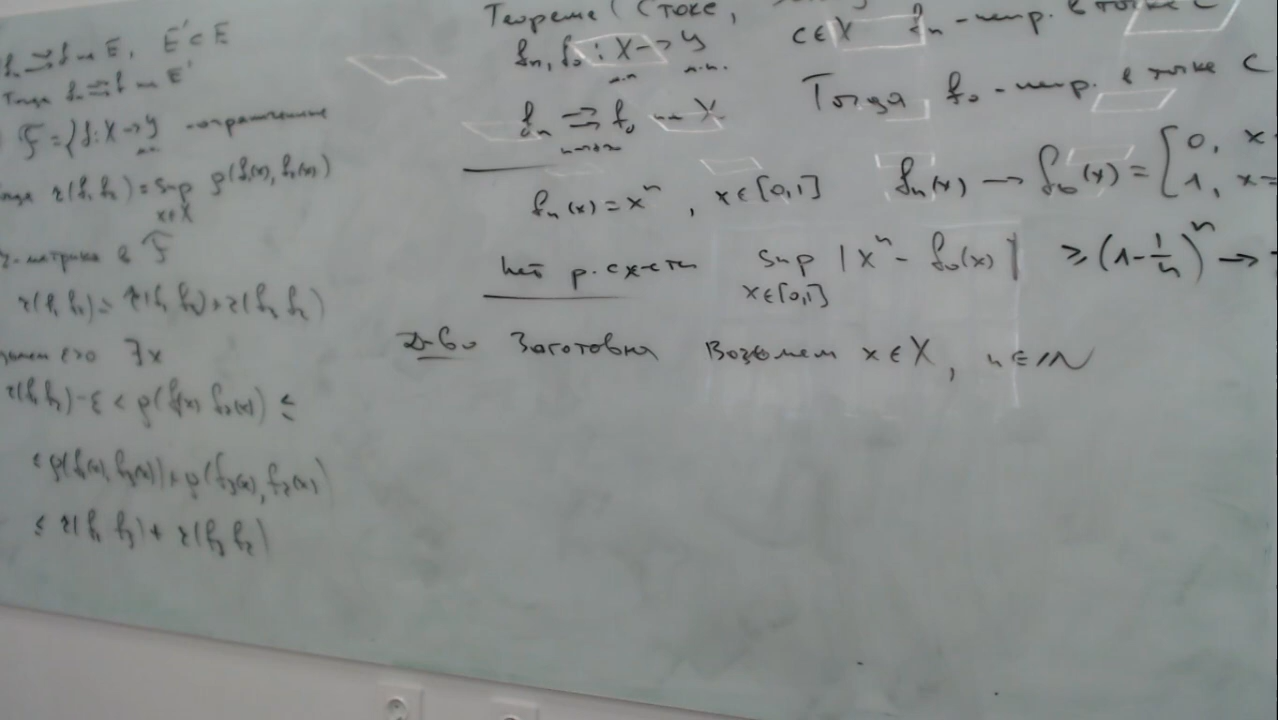 fₙ ⇉ f на E, E' ⊂ E
Тогда fₙ ⇉ f на E'
F = {f: X → Y - ограниченные
r(f₁ f₂) = sup ρ(f₁(x), f₂(x))
x∈X
r-метрика в F
r(f₁ f₂) ≤ r(f₁ f₃) + r(f₃ f₂)
ε>0 ∃x
r(f₁ f₂) - ε < ρ(f₁(x) f₂(x)) ≤
≤ ρ(f₁(x), f₃(x)) + ρ(f₃(x), f₂(x))
≤ r(f₁ f₃) + r(f₃ f₂)
Теорема (Стокс,
fₙ, f₀ : X → Y c∈X fₙ - непр. в точке c
м.п. м.п.
fₙ ⇉ f₀ на X. Тогда f₀ - непр. в точке c
n→+∞
fₙ(x) = xⁿ, x∈[0,1] fₙ(x) → f₀(x) = [0, x
1, x=
Нет р. сх-сти sup |xⁿ - f₀(x)| ≥ (1 - 1/n)ⁿ →
x∈[0,1]
Д-во Заготовка Возьмем x∈X, n∈ℕ